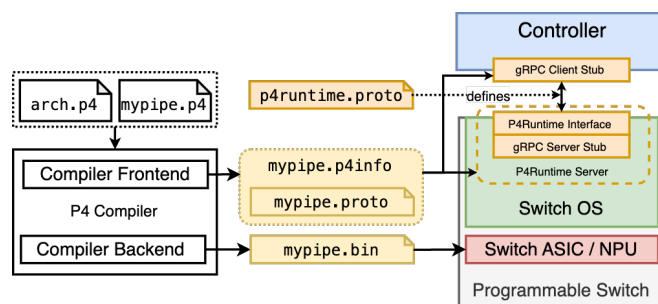 Controller
gRPC Client Stub
arch.p4
mypipe.p4
p4runtime.proto
defines
P4Runtime Interface
gRPC Server Stub
P4Runtime Server
Compiler Frontend
mypipe.p4info
mypipe.proto
P4 Compiler
Switch OS
Compiler Backend
mypipe.bin
Switch ASIC / NPU
Programmable Switch